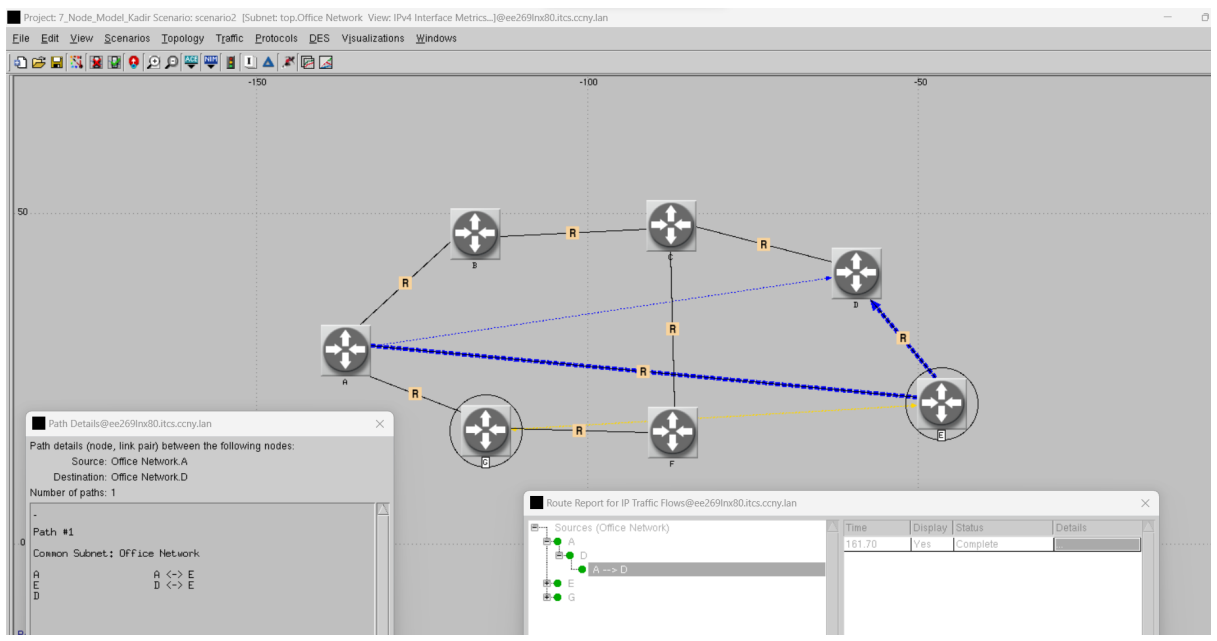 Project: 7_Node_Model_Kadir Scenario: scenario2 [Subnet: top.Office Network View: IPv4 Interface Metrics...]@ee269lnx80.itcs.ccny.lan
File Edit View Scenarios Topology Traffic Protocols DES Visualizations Windows
-150 -100 -50
50
R R
C
B
R
D
R
R
R
A
R
R
R
E
G
F
Path Details@ee269lnx80.itcs.ccny.lan
Path details (node, link pair) between the following nodes:
Source: Office Network.A
Destination: Office Network.D
Number of paths: 1
-
Path #1
Common Subnet: Office Network
A A <-> E
E D <-> E
D
0
Route Report for IP Traffic Flows@ee269lnx80.itcs.ccny.lan
Sources (Office Network)
A
D
A --> D
E
G
Time Display Status Details
161.70 Yes Complete